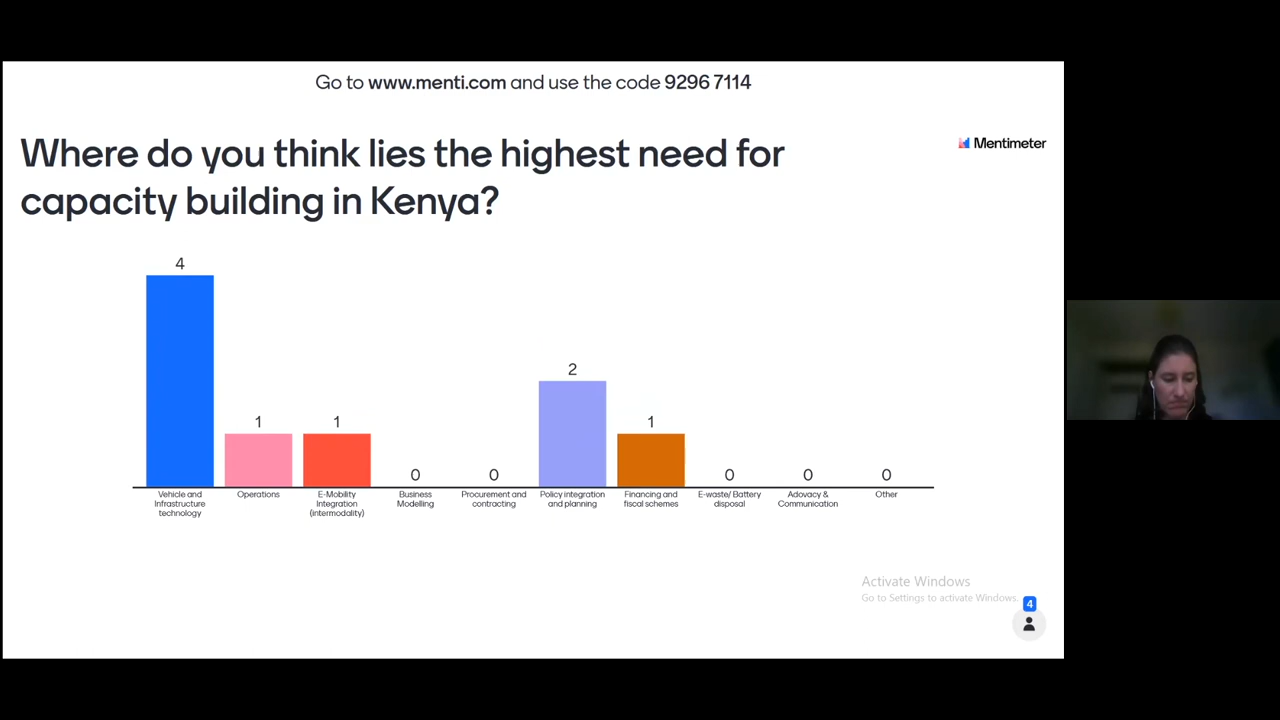 Go to www.menti.com and use the code 9296 7114
Mentimeter
Where do you think lies the highest need for
capacity building in Kenya?
4
1
1
0
0
2
1
0
0
0
Vehicle and
Infrastructure
technology
Operations
E-Mobility
Integration
(intermodality)
Business
Modelling
Procurement and
contracting
Policy integration
and planning
Financing and
fiscal schemes
E-waste/ Battery
disposal
Adovacy &
Communication
Other
Activate Windows
Go to Settings to activate Windows.
4